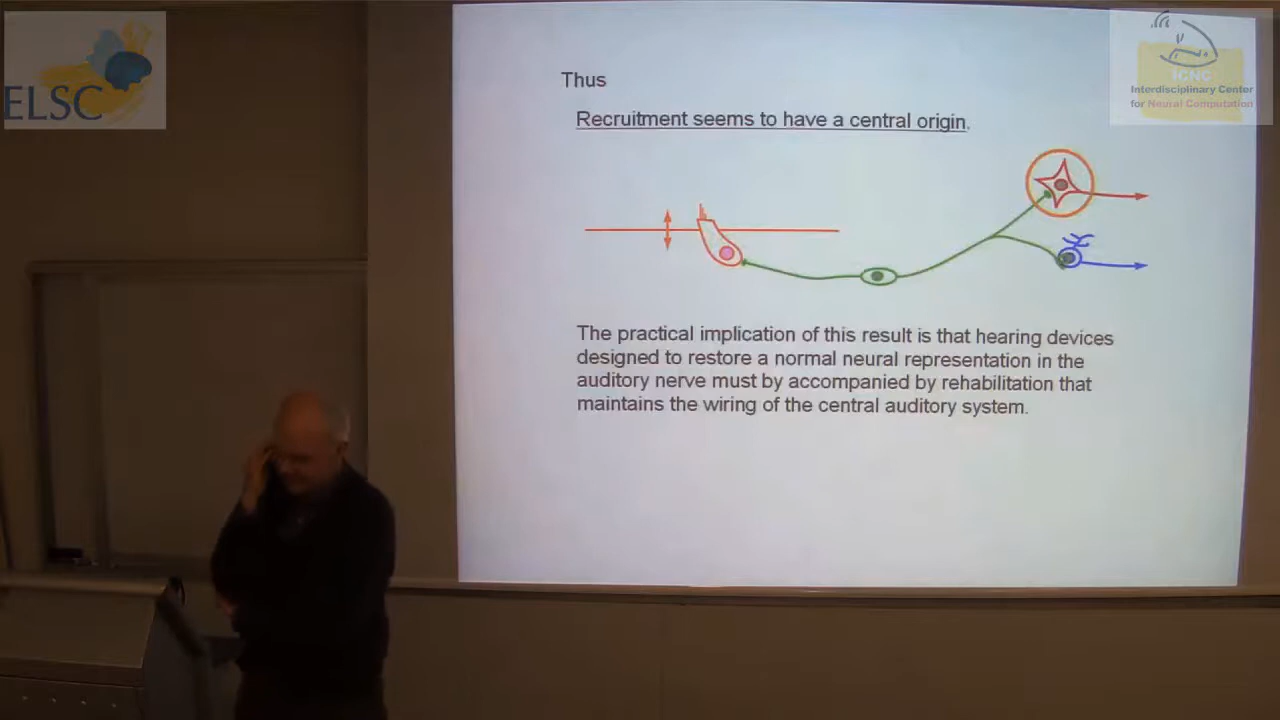 ELSC
ICNC
Interdisciplinary Center
for Neural Computation
Thus
Recruitment seems to have a central origin.
The practical implication of this result is that hearing devices
designed to restore a normal neural representation in the
auditory nerve must by accompanied by rehabilitation that
maintains the wiring of the central auditory system.